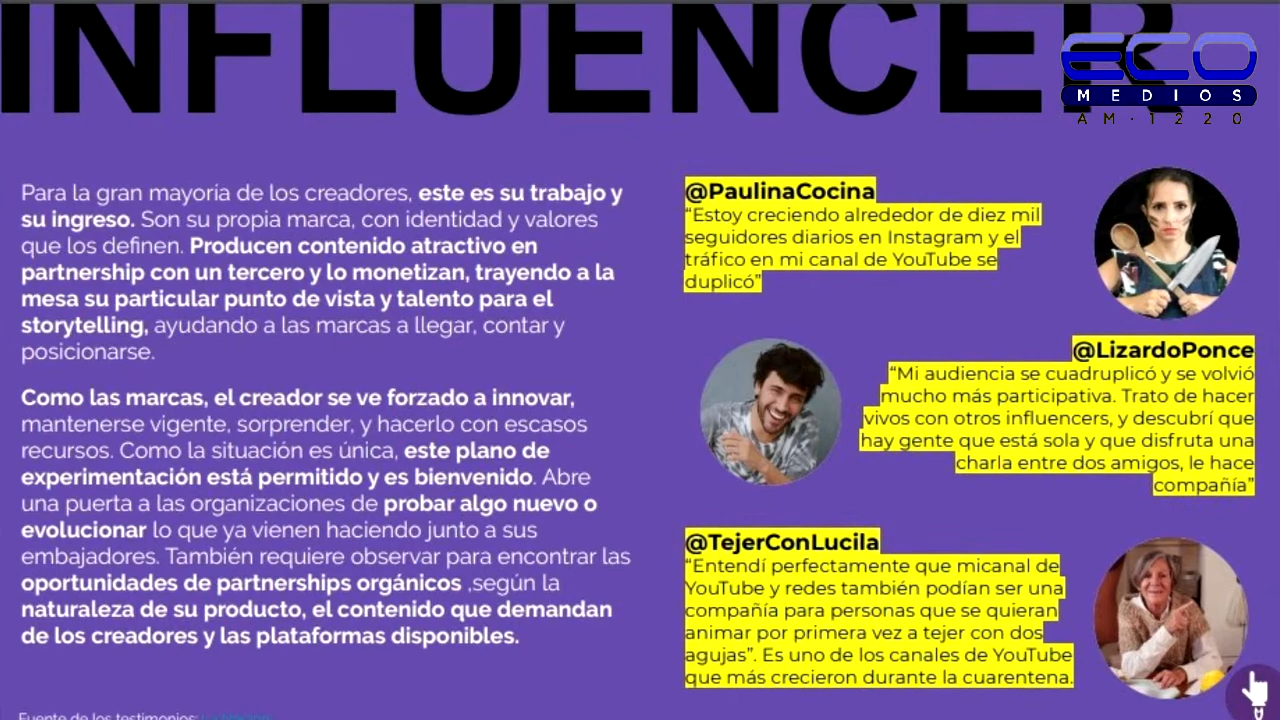 INFLUENCER
ECO
MEDIOS
AM·1220
Para la gran mayoría de los creadores, este es su trabajo y
su ingreso. Son su propia marca, con identidad y valores
que los definen. Producen contenido atractivo en
partnership con un tercero y lo monetizan, trayendo a la
mesa su particular punto de vista y talento para el
storytelling, ayudando a las marcas a llegar, contar y
posicionarse.
Como las marcas, el creador se ve forzado a innovar,
mantenerse vigente, sorprender, y hacerlo con escasos
recursos. Como la situación es única, este plano de
experimentación está permitido y es bienvenido. Abre
una puerta a las organizaciones de probar algo nuevo o
evolucionar lo que ya vienen haciendo junto a sus
embajadores. También requiere observar para encontrar las
oportunidades de partnerships orgánicos ,según la
naturaleza de su producto, el contenido que demandan
de los creadores y las plataformas disponibles.
Fuente de los testimonios:
@PaulinaCocina
“Estoy creciendo alrededor de diez mil
seguidores diarios en Instagram y el
tráfico en mi canal de YouTube se
duplicó”
@LizardoPonce
“Mi audiencia se cuadruplicó y se volvió
mucho más participativa. Trato de hacer
vivos con otros influencers, y descubrí que
hay gente que está sola y que disfruta una
charla entre dos amigos, le hace
compañía”
@TejerConLucila
“Entendí perfectamente que micanal de
YouTube y redes también podían ser una
compañía para personas que se quieran
animar por primera vez a tejer con dos
agujas”. Es uno de los canales de YouTube
que más crecieron durante la cuarentena.